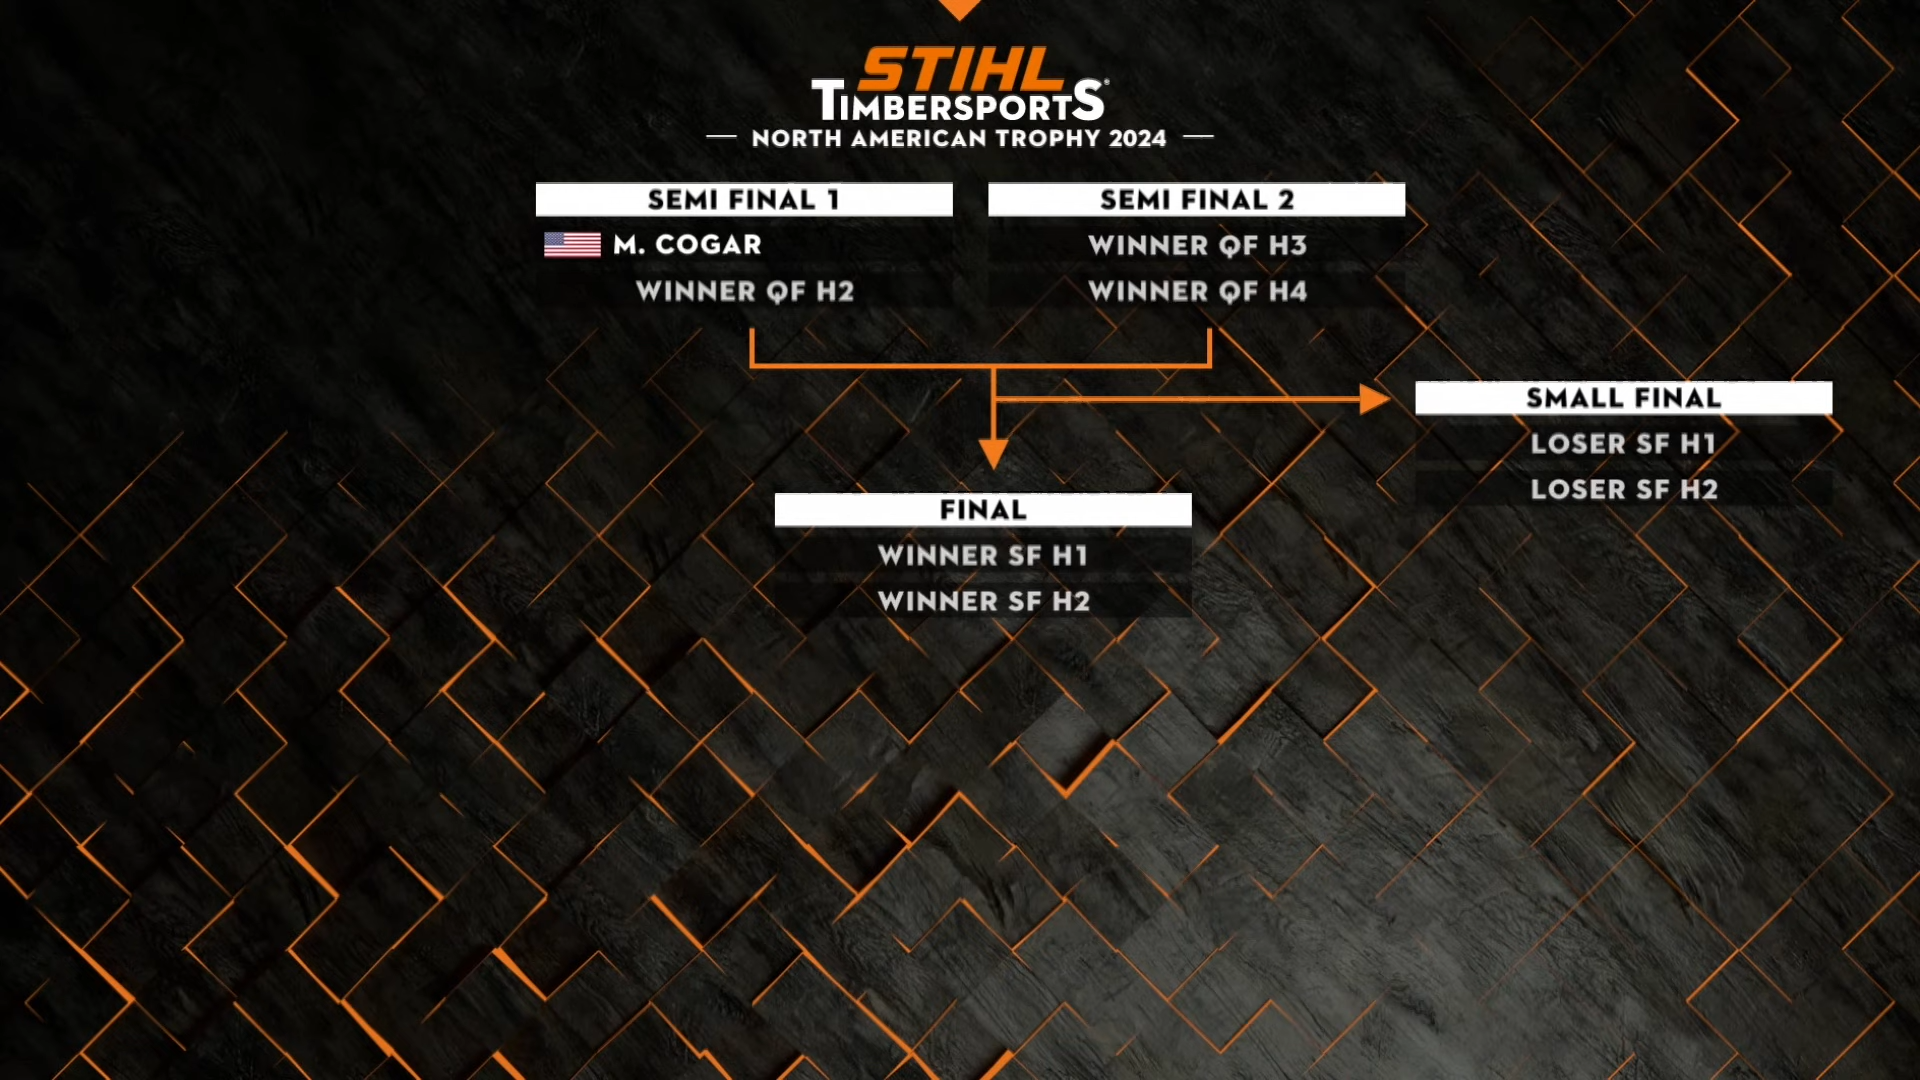 STIHL
TIMBERSPORTS®
NORTH AMERICAN TROPHY 2024
SEMI FINAL 1
M. COGAR
WINNER QF H2
SEMI FINAL 2
WINNER QF H3
WINNER QF H4
SMALL FINAL
LOSER SF H1
LOSER SF H2
FINAL
WINNER SF H1
WINNER SF H2